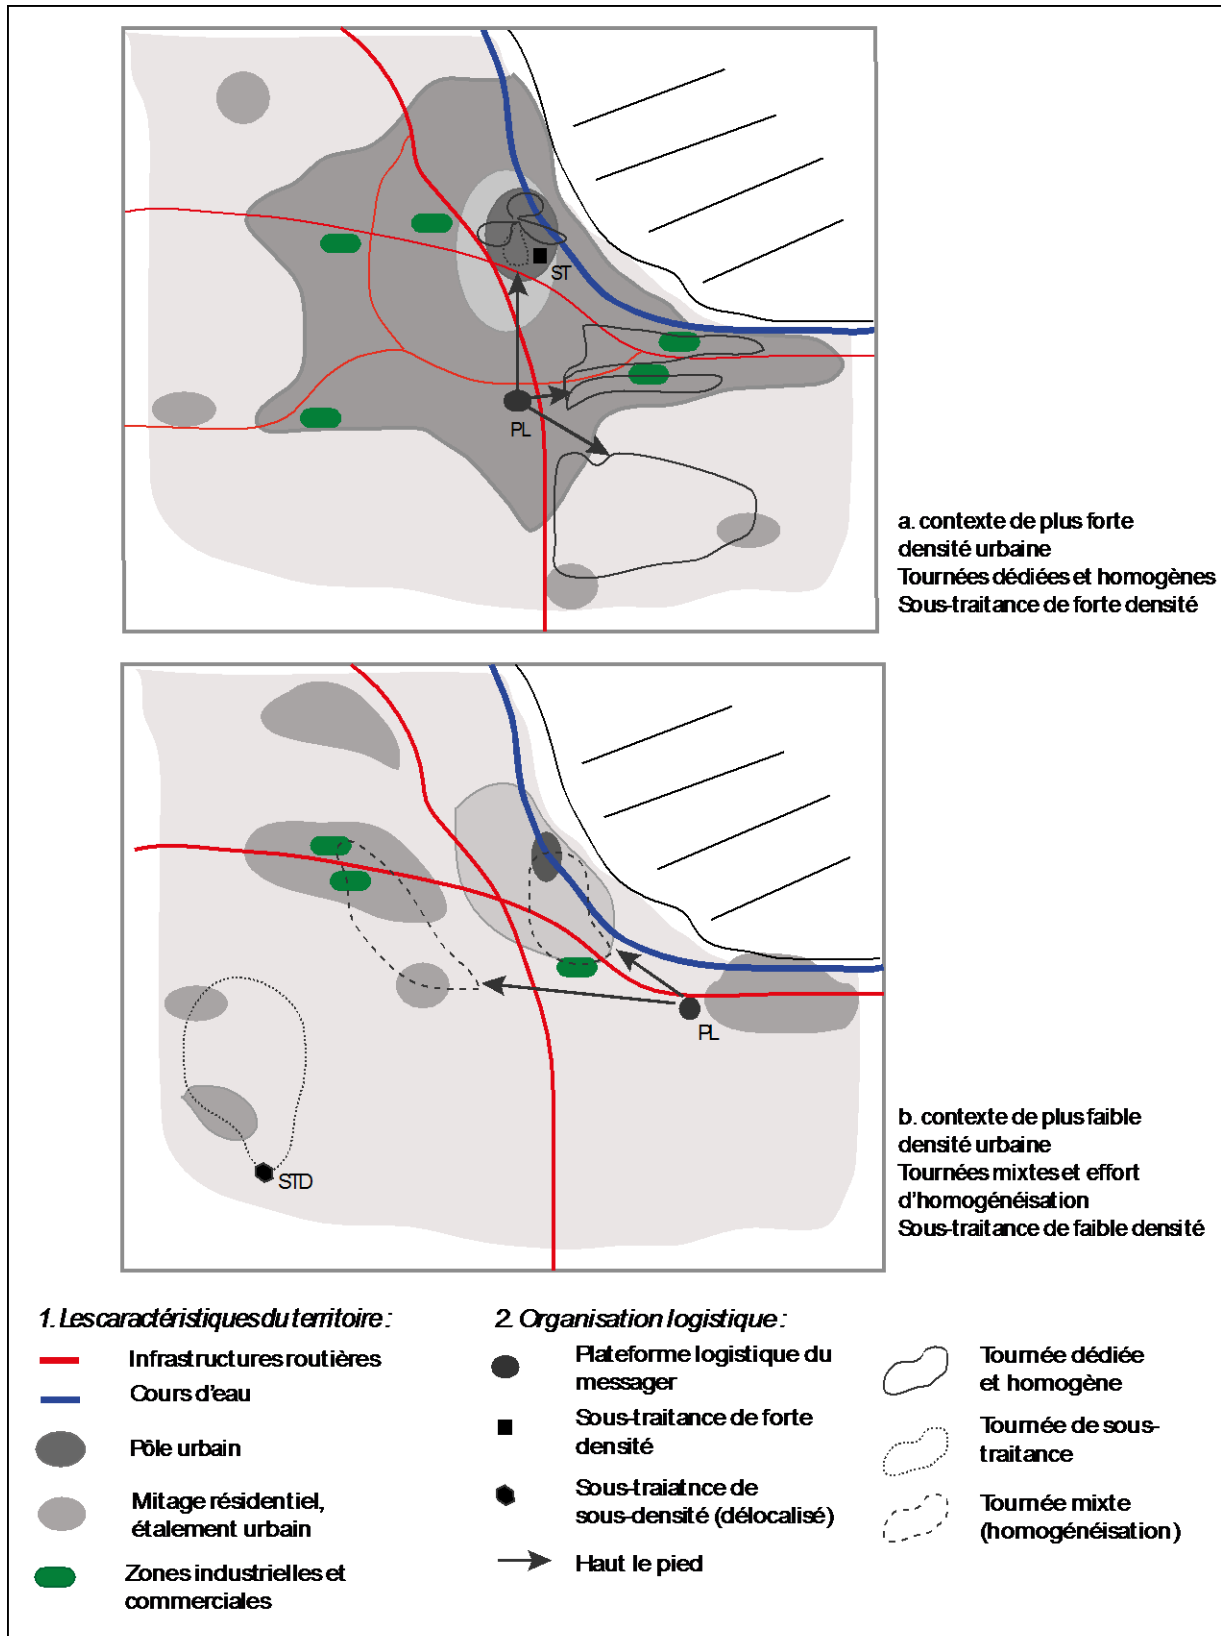 ST
PL
a. contexte de plus forte
densité urbaine
Tournées dédiées et homogènes
Sous-traitance de forte densité
PL
STD
b. contexte de plus faible
densité urbaine
Tournées mixtes et effort
d'homogénéisation
Sous-traitance de faible densité
1. Les caractéristiques du territoire :
Infrastructures routières
Cours d'eau
Pôle urbain
Mitage résidentiel,
étalement urbain
Zones industrielles et
commerciales
2. Organisation logistique :
Plateforme logistique du
messager
Sous-traitance de forte
densité
Sous-traiatnce de
sous-densité (délocalisé)
Haut le pied
Tournée dédiée
et homogène
Tournée de sous-
traitance
Tournée mixte
(homogénéisation)